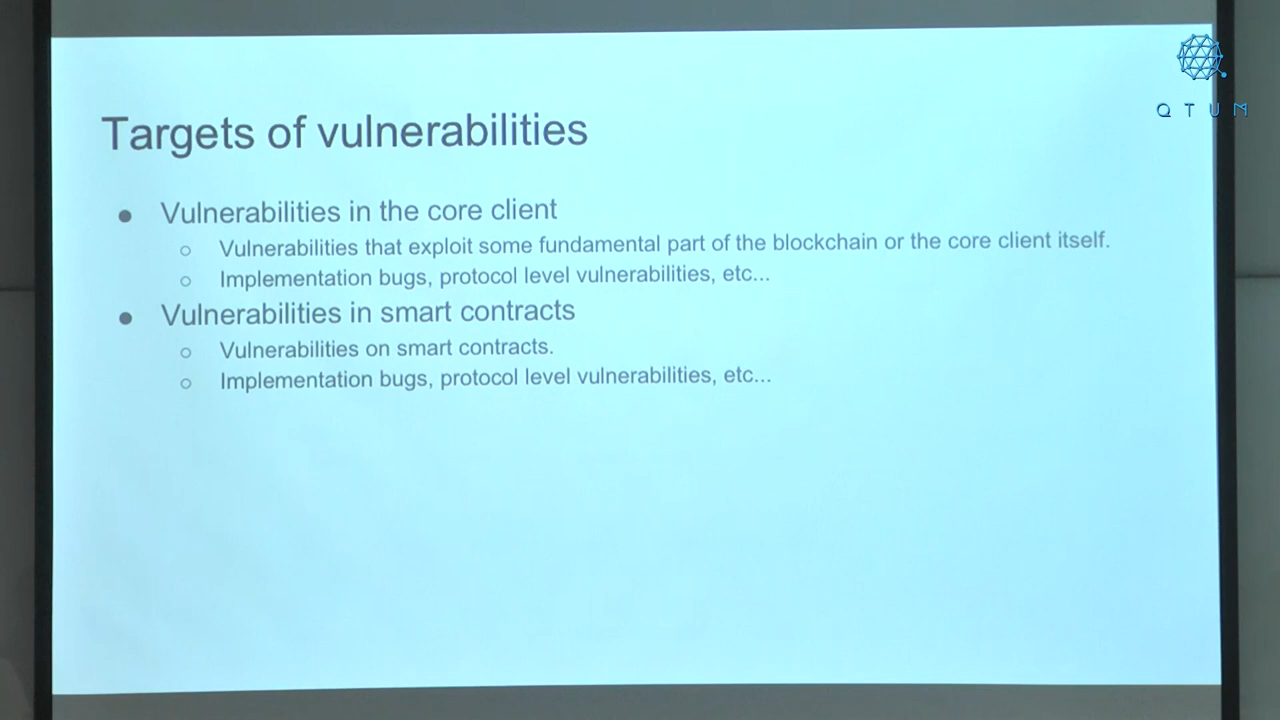 QTUM
Targets of vulnerabilities
● Vulnerabilities in the core client
○ Vulnerabilities that exploit some fundamental part of the blockchain or the core client itself.
○ Implementation bugs, protocol level vulnerabilities, etc...
● Vulnerabilities in smart contracts
○ Vulnerabilities on smart contracts.
○ Implementation bugs, protocol level vulnerabilities, etc...